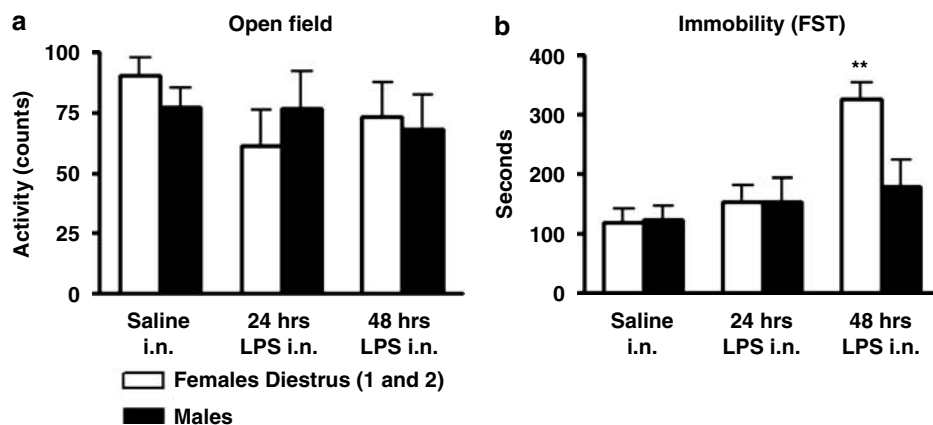 a
Open field
Activity (counts)
100
75
50
25
0
Saline i.n.
24 hrs LPS i.n.
48 hrs LPS i.n.
Females Diestrus (1 and 2)
Males
b
Immobility (FST)
Seconds
400
300
200
100
0
**
Saline i.n.
24 hrs LPS i.n.
48 hrs LPS i.n.